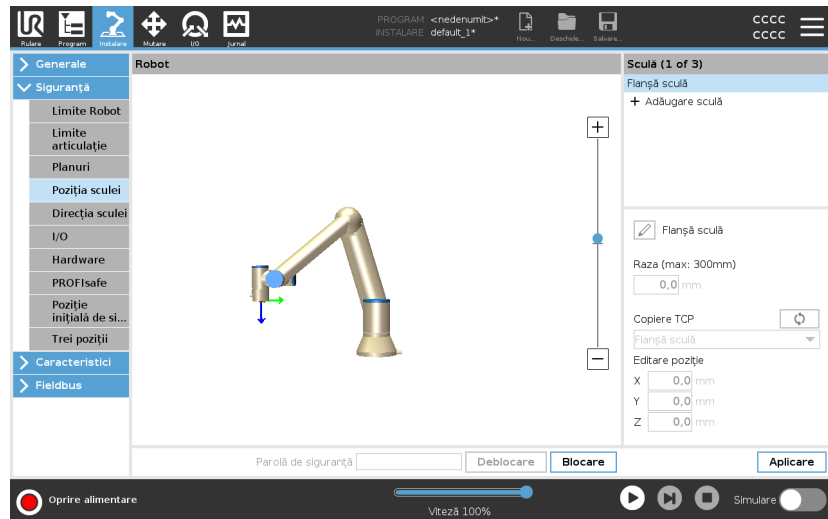 PROGRAM <nedenumit>*
INSTALARE default_1*
cccc
cccc
Rulare
Program
Instalare
Mutare
I/O
Jurnal
Nou...
Deschide...
Salvare...
Generale
Siguranță
Limite Robot
Limite
articulație
Planuri
Poziția sculei
Direcția sculei
I/O
Hardware
PROFIsafe
Poziție
inițială de si...
Trei poziții
Caracteristici
Fieldbus
Robot
Sculă (1 of 3)
Flanșă sculă
Adăugare sculă
Flanșă sculă
Raza (max: 300mm)
0,0 mm
Copiere TCP
Flanșă sculă
Editare poziție
X 0,0 mm
Y 0,0 mm
Z 0,0 mm
Parolă de siguranță
Deblocare
Blocare
Aplicare
Oprire alimentare
Viteză 100%
Simulare